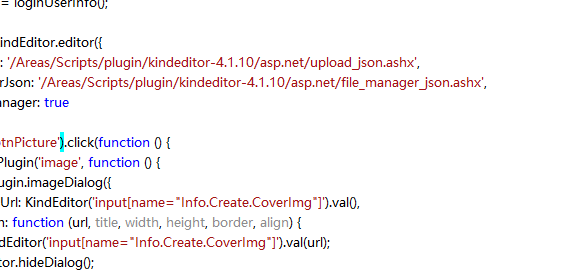 = loginUserInfo();
indEditor.editor({
: '/Areas/Scripts/plugin/kindeditor-4.1.10/asp.net/upload_json.ashx',
rJson: '/Areas/Scripts/plugin/kindeditor-4.1.10/asp.net/file_manager_json.ashx',
anager: true
tnPicture').click(function () {
Plugin('image', function () {
ugin.imageDialog({
Url: KindEditor('input[name="Info.Create.CoverImg"]').val(),
n: function (url, title, width, height, border, align) {
dEditor('input[name="Info.Create.CoverImg"]').val(url);
tor.hideDialog();